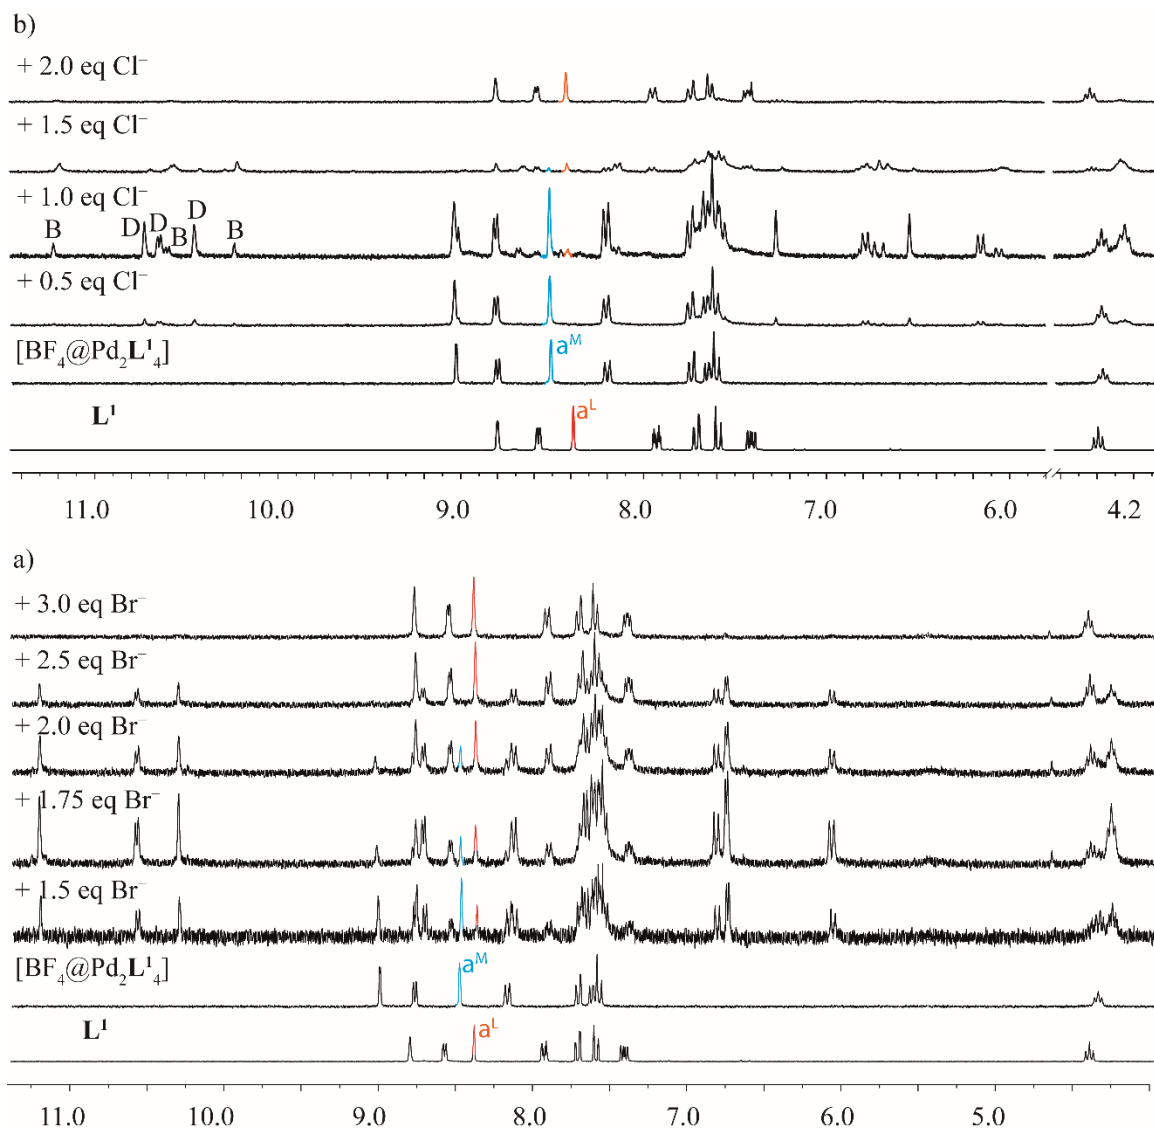 b)
+ 2.0 eq Cl⁻
+ 1.5 eq Cl⁻
+ 1.0 eq Cl⁻
B D D B D B
+ 0.5 eq Cl⁻
[BF₄@Pd₂L¹₄]
aᴹ
L¹
aᴸ
11.0 10.0 9.0 8.0 7.0 6.0 4.2
a)
+ 3.0 eq Br⁻
+ 2.5 eq Br⁻
+ 2.0 eq Br⁻
+ 1.75 eq Br⁻
+ 1.5 eq Br⁻
[BF₄@Pd₂L¹₄]
aᴹ
L¹
aᴸ
11.0 10.0 9.0 8.0 7.0 6.0 5.0